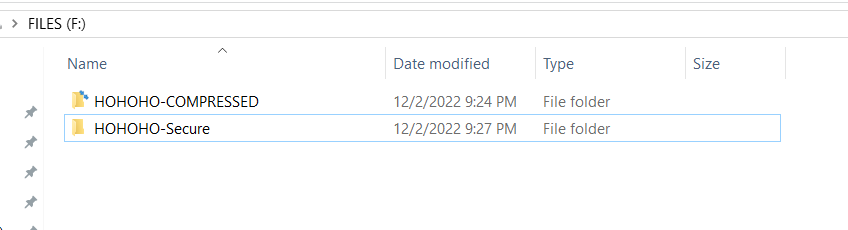 FILES (F:)
Name Date modified Type Size
HOHOHO-COMPRESSED 12/2/2022 9:24 PM File folder
HOHOHO-Secure 12/2/2022 9:27 PM File folder